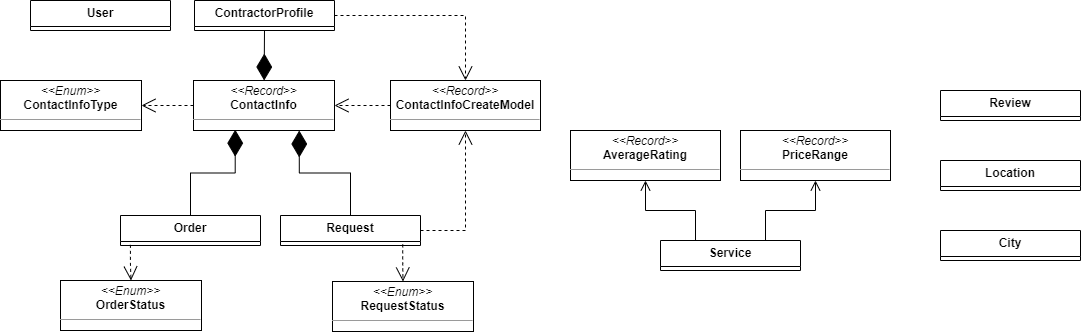 User
ContractorProfile
<<Enum>>
ContactInfoType
<<Record>>
ContactInfo
<<Record>>
ContactInfoCreateModel
Order
Request
<<Enum>>
OrderStatus
<<Enum>>
RequestStatus
<<Record>>
AverageRating
<<Record>>
PriceRange
Service
Review
Location
City